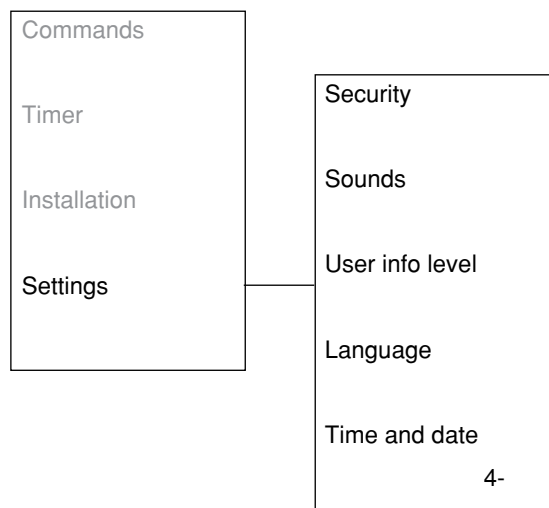 Commands
Timer
Installation
Settings
Security
Sounds
User info level
Language
Time and date
4-